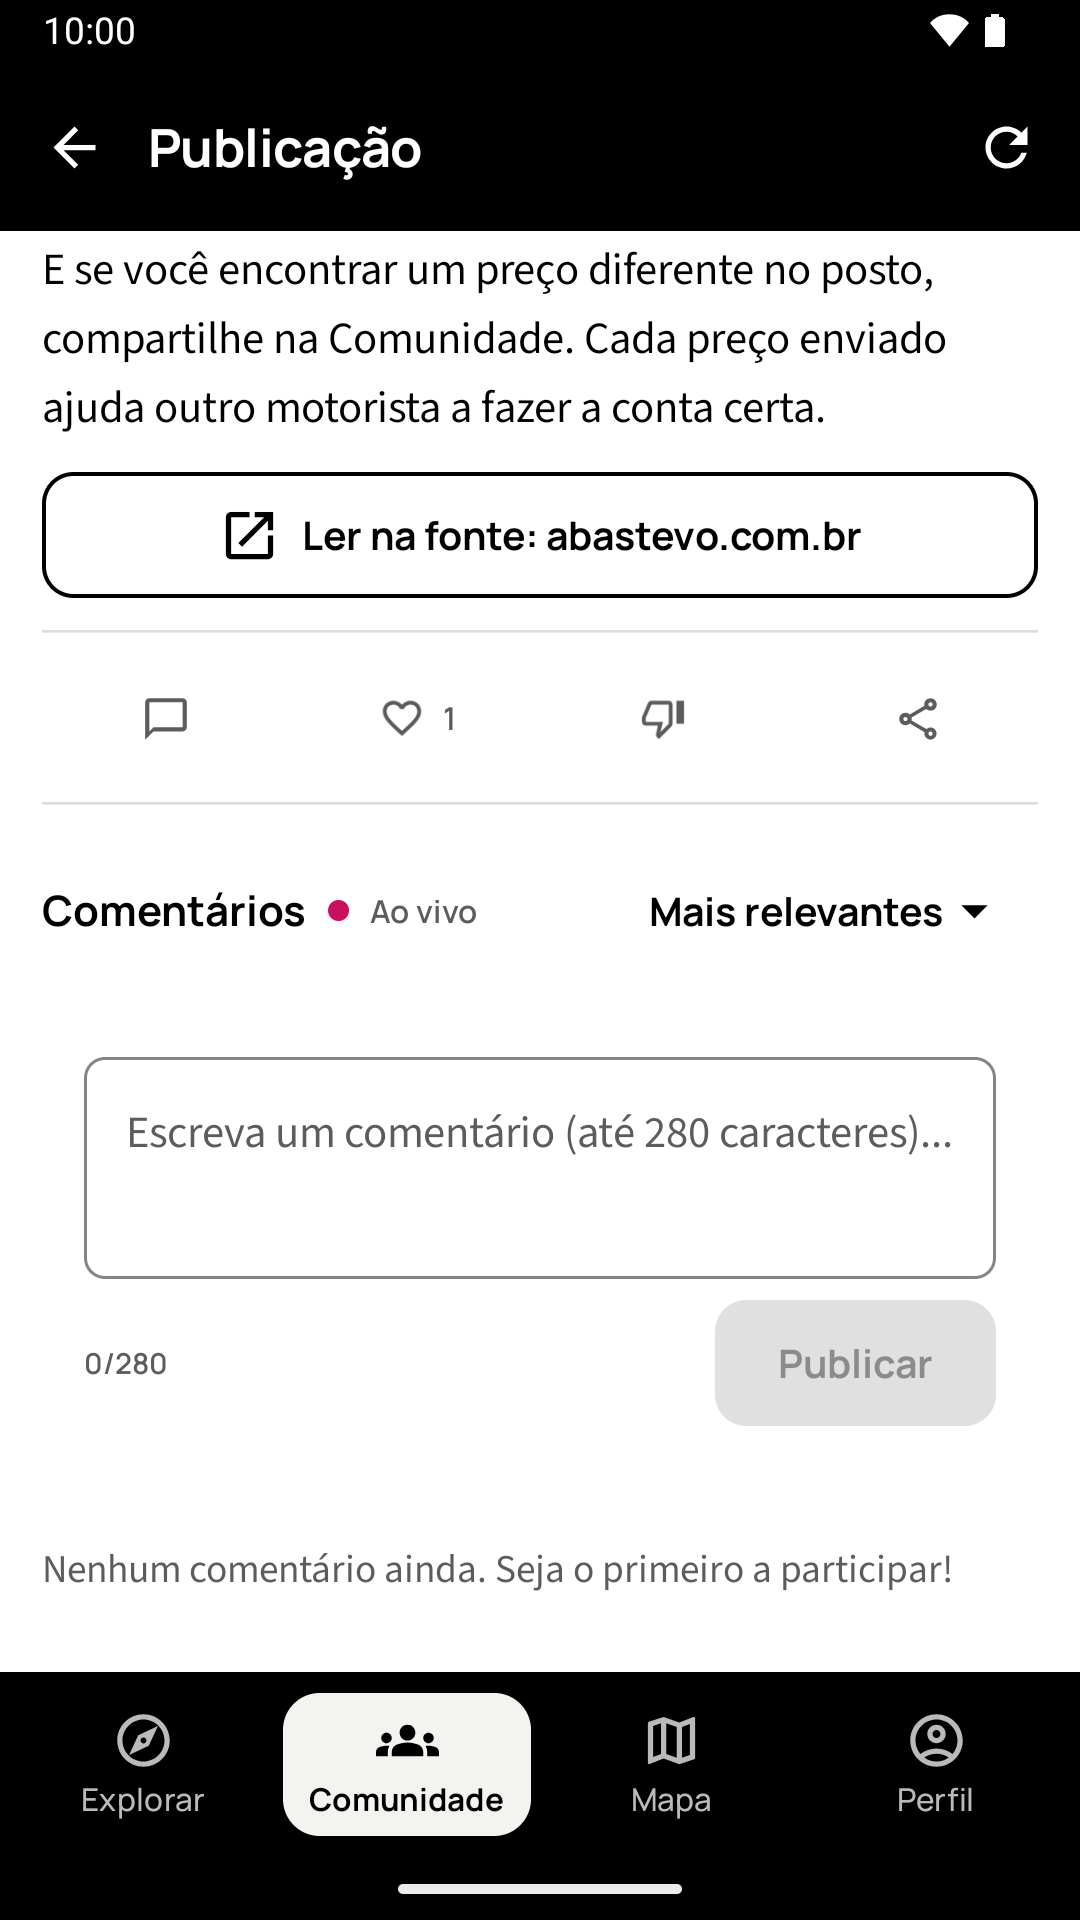 10:00
Publicação
E se você encontrar um preço diferente no posto,
compartilhe na Comunidade. Cada preço enviado
ajuda outro motorista a fazer a conta certa.
Ler na fonte: abastevo.com.br
1
Comentários
Ao vivo
Mais relevantes
Escreva um comentário (até 280 caracteres)...
0/280
Publicar
Nenhum comentário ainda. Seja o primeiro a participar!
Explorar
Comunidade
Mapa
Perfil